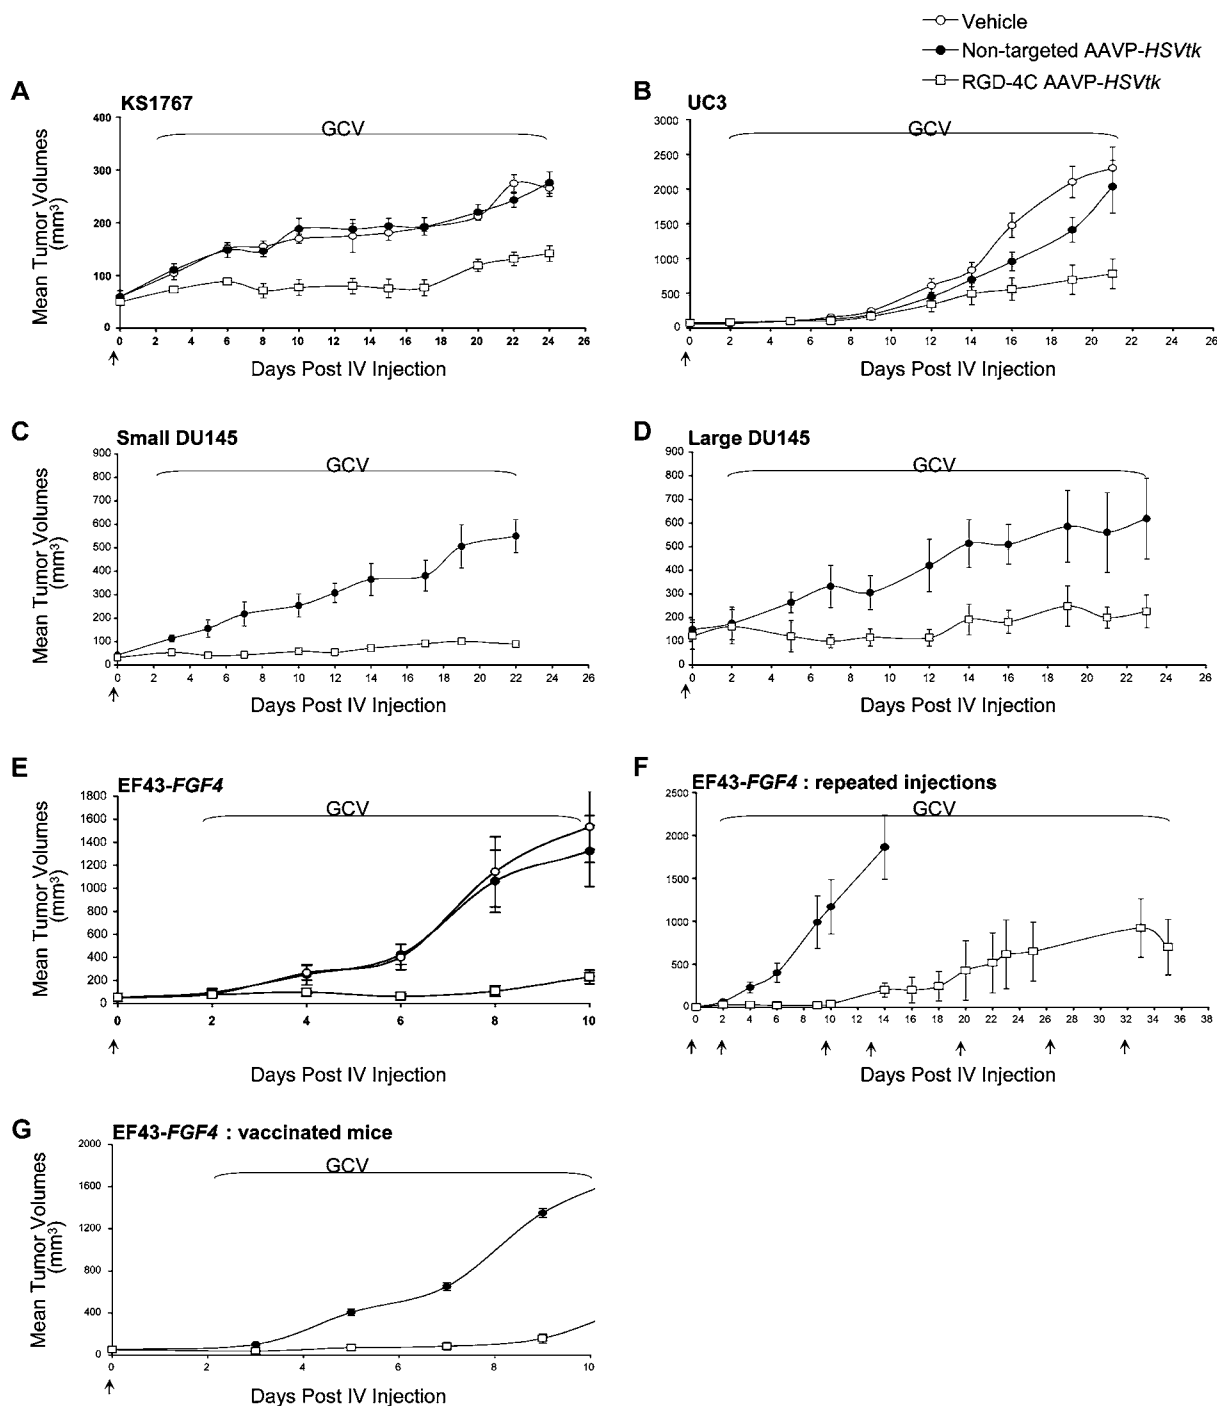 Vehicle
Non-targeted AAVP-HSVtk
RGD-4C AAVP-HSVtk
A
KS1767
GCV
400
300
200
100
0
Mean Tumor Volumes
(mm³)
0 2 4 6 8 10 12 14 16 18 20 22 24 26
Days Post IV Injection
B
UC3
GCV
3000
2500
2000
1500
1000
500
0
0 2 4 6 8 10 12 14 16 18 20 22 24 26
Days Post IV Injection
C
Small DU145
GCV
900
800
700
600
500
400
300
200
100
0
Mean Tumor Volumes
(mm³)
0 2 4 6 8 10 12 14 16 18 20 22 24 26
Days Post IV Injection
D
Large DU145
GCV
900
800
700
600
500
400
300
200
100
0
0 2 4 6 8 10 12 14 16 18 20 22 24 26
Days Post IV Injection
E
EF43-FGF4
GCV
1800
1600
1400
1200
1000
800
600
400
200
0
Mean Tumor Volumes
(mm³)
0 2 4 6 8 10
Days Post IV Injection
F
EF43-FGF4 : repeated injections
GCV
2500
2000
1500
1000
500
0
0 2 4 6 8 10 12 14 16 18 20 22 24 26 28 30 32 34 36 38
Days Post IV Injection
G
EF43-FGF4 : vaccinated mice
GCV
2000
1600
1200
800
400
0
Mean Tumor Volumes
(mm³)
0 2 4 6 8 10
Days Post IV Injection